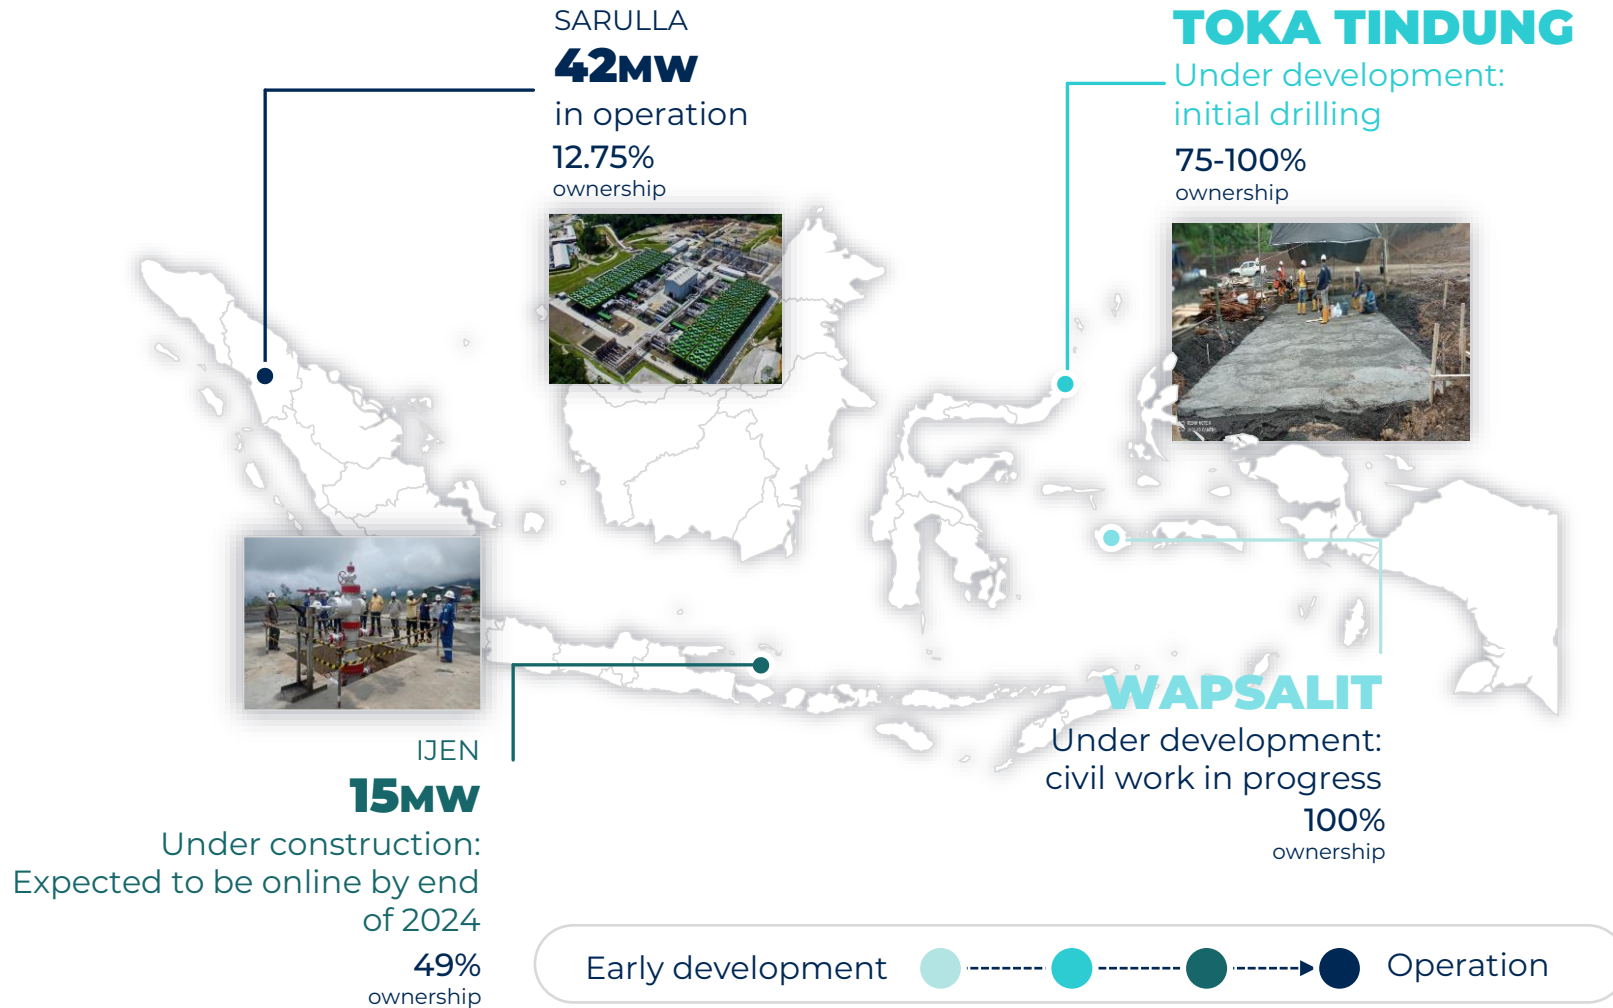 SARULLA
42MW
in operation
12.75%
ownership
TOKA TINDUNG
Under development:
initial drilling
75-100%
ownership
IJEN
15MW
Under construction:
Expected to be online by end
of 2024
49%
ownership
WAPSALIT
Under development:
civil work in progress
100%
ownership
Early development
Operation